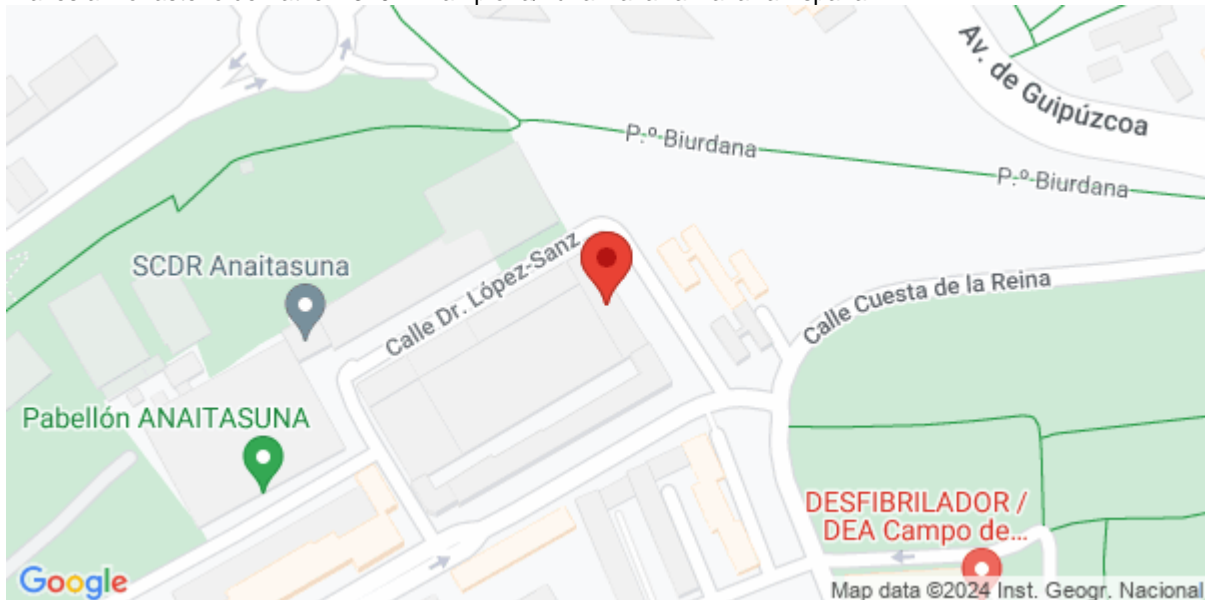 Av. de Guipúzcoa
P.º Biurdana
P.º Biurdana
SCDR Anaitasuna
Calle Dr. López-Sanz
Calle Cuesta de la Reina
Pabellón ANAITASUNA
DESFIBRILADOR /
DEA Campo de...
Google
Map data ©2024 Inst. Geogr. Nacional